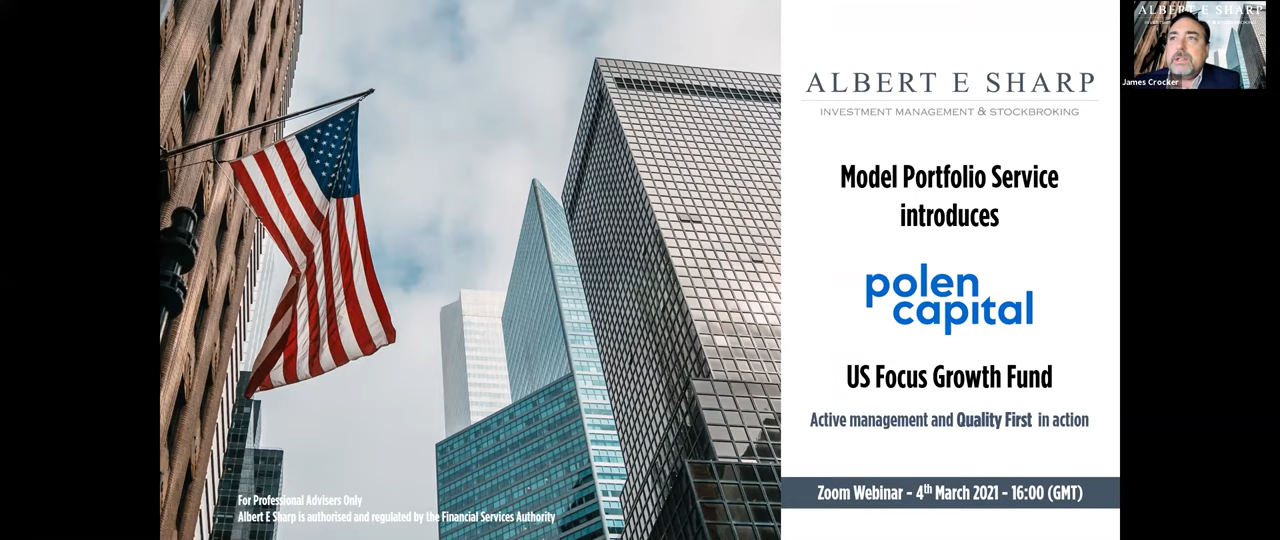 ALBERT E SHARP
INVESTMENT MANAGEMENT & STOCKBROKING
Model Portfolio Service
introduces
polen
capital
US Focus Growth Fund
Active management and Quality First in action
Zoom Webinar - 4th March 2021 - 16:00 (GMT)
For Professional Advisers Only
Albert E Sharp is authorised and regulated by the Financial Services Authority
ALBERT E SHARP
James Crocker